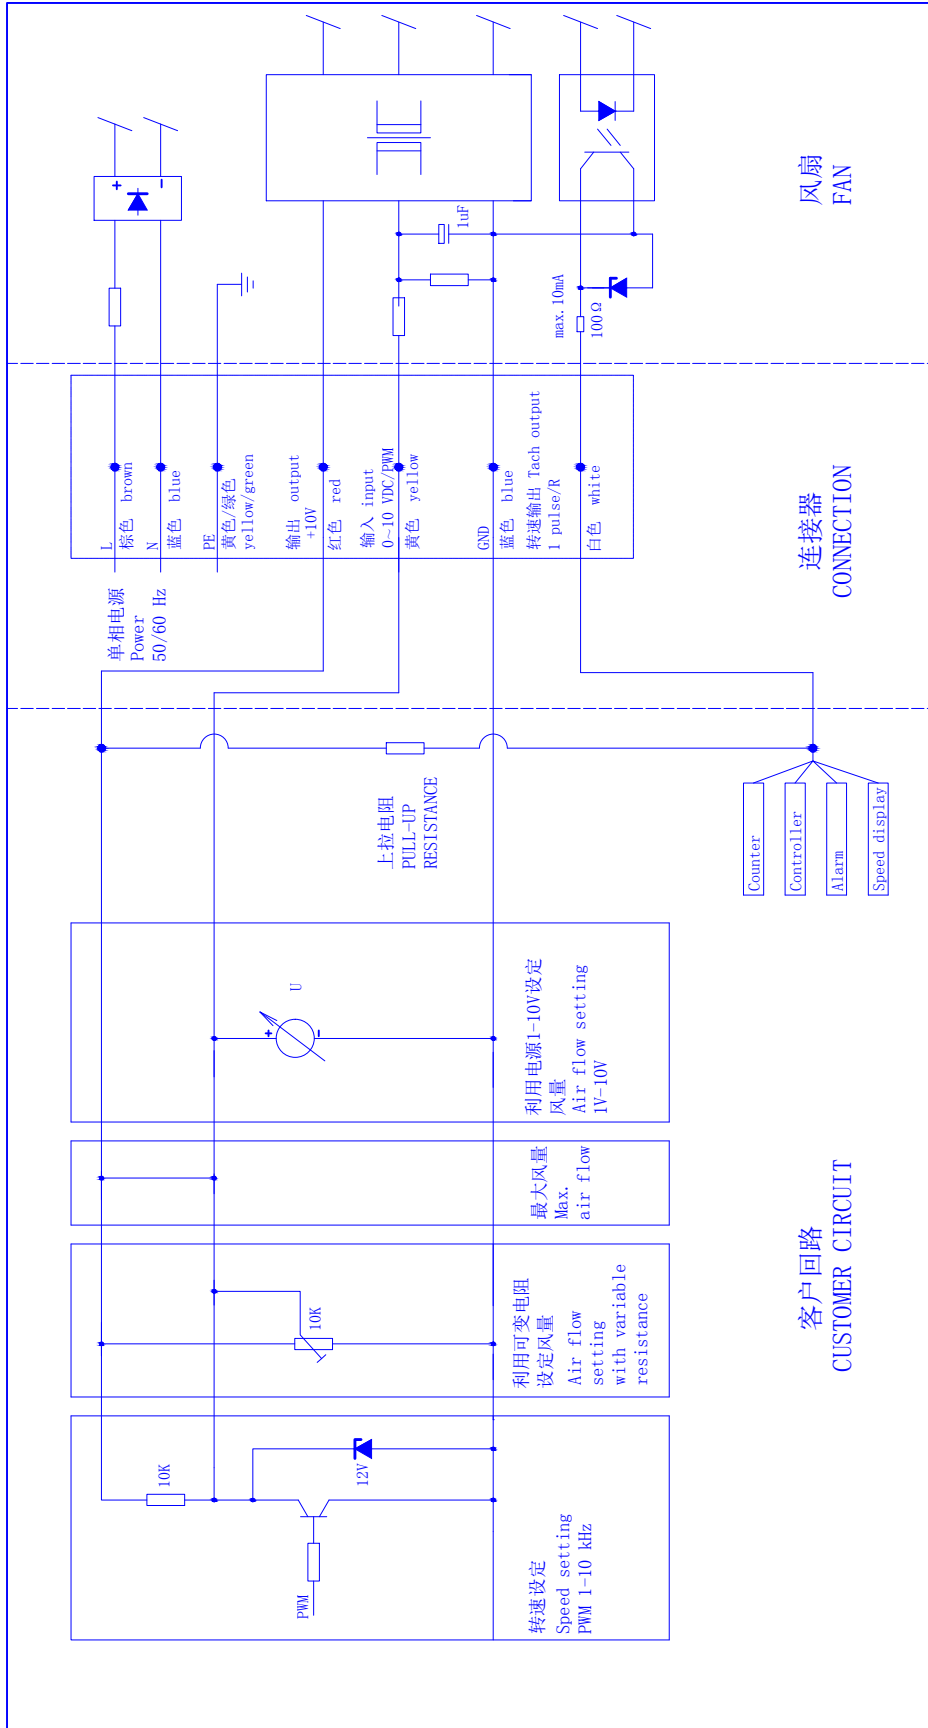 风扇
FAN
+
-
1uF
max.10mA
100Ω
连接器
CONNECTION
L
棕色 brown
N
蓝色 blue
PE
黄色/绿色
yellow/green
输出 output
+10V
红色 red
输入 input
0~10 VDC/PWM
黄色 yellow
GND
蓝色 blue
转速输出 Tach output
1 pulse/R
白色 white
单相电源
Power
50/60 Hz
客户回路
CUSTOMER CIRCUIT
上拉电阻
PULL-UP
RESISTANCE
Counter
Controller
Alarm
Speed display
U
+
-
利用电源1-10V设定
风量
Air flow setting
1V-10V
最大风量
Max.
air flow
10K
利用可变电阻
设定风量
Air flow
setting
with variable
resistance
10K
12V
PWM
转速设定
Speed setting
PWM 1-10 kHz